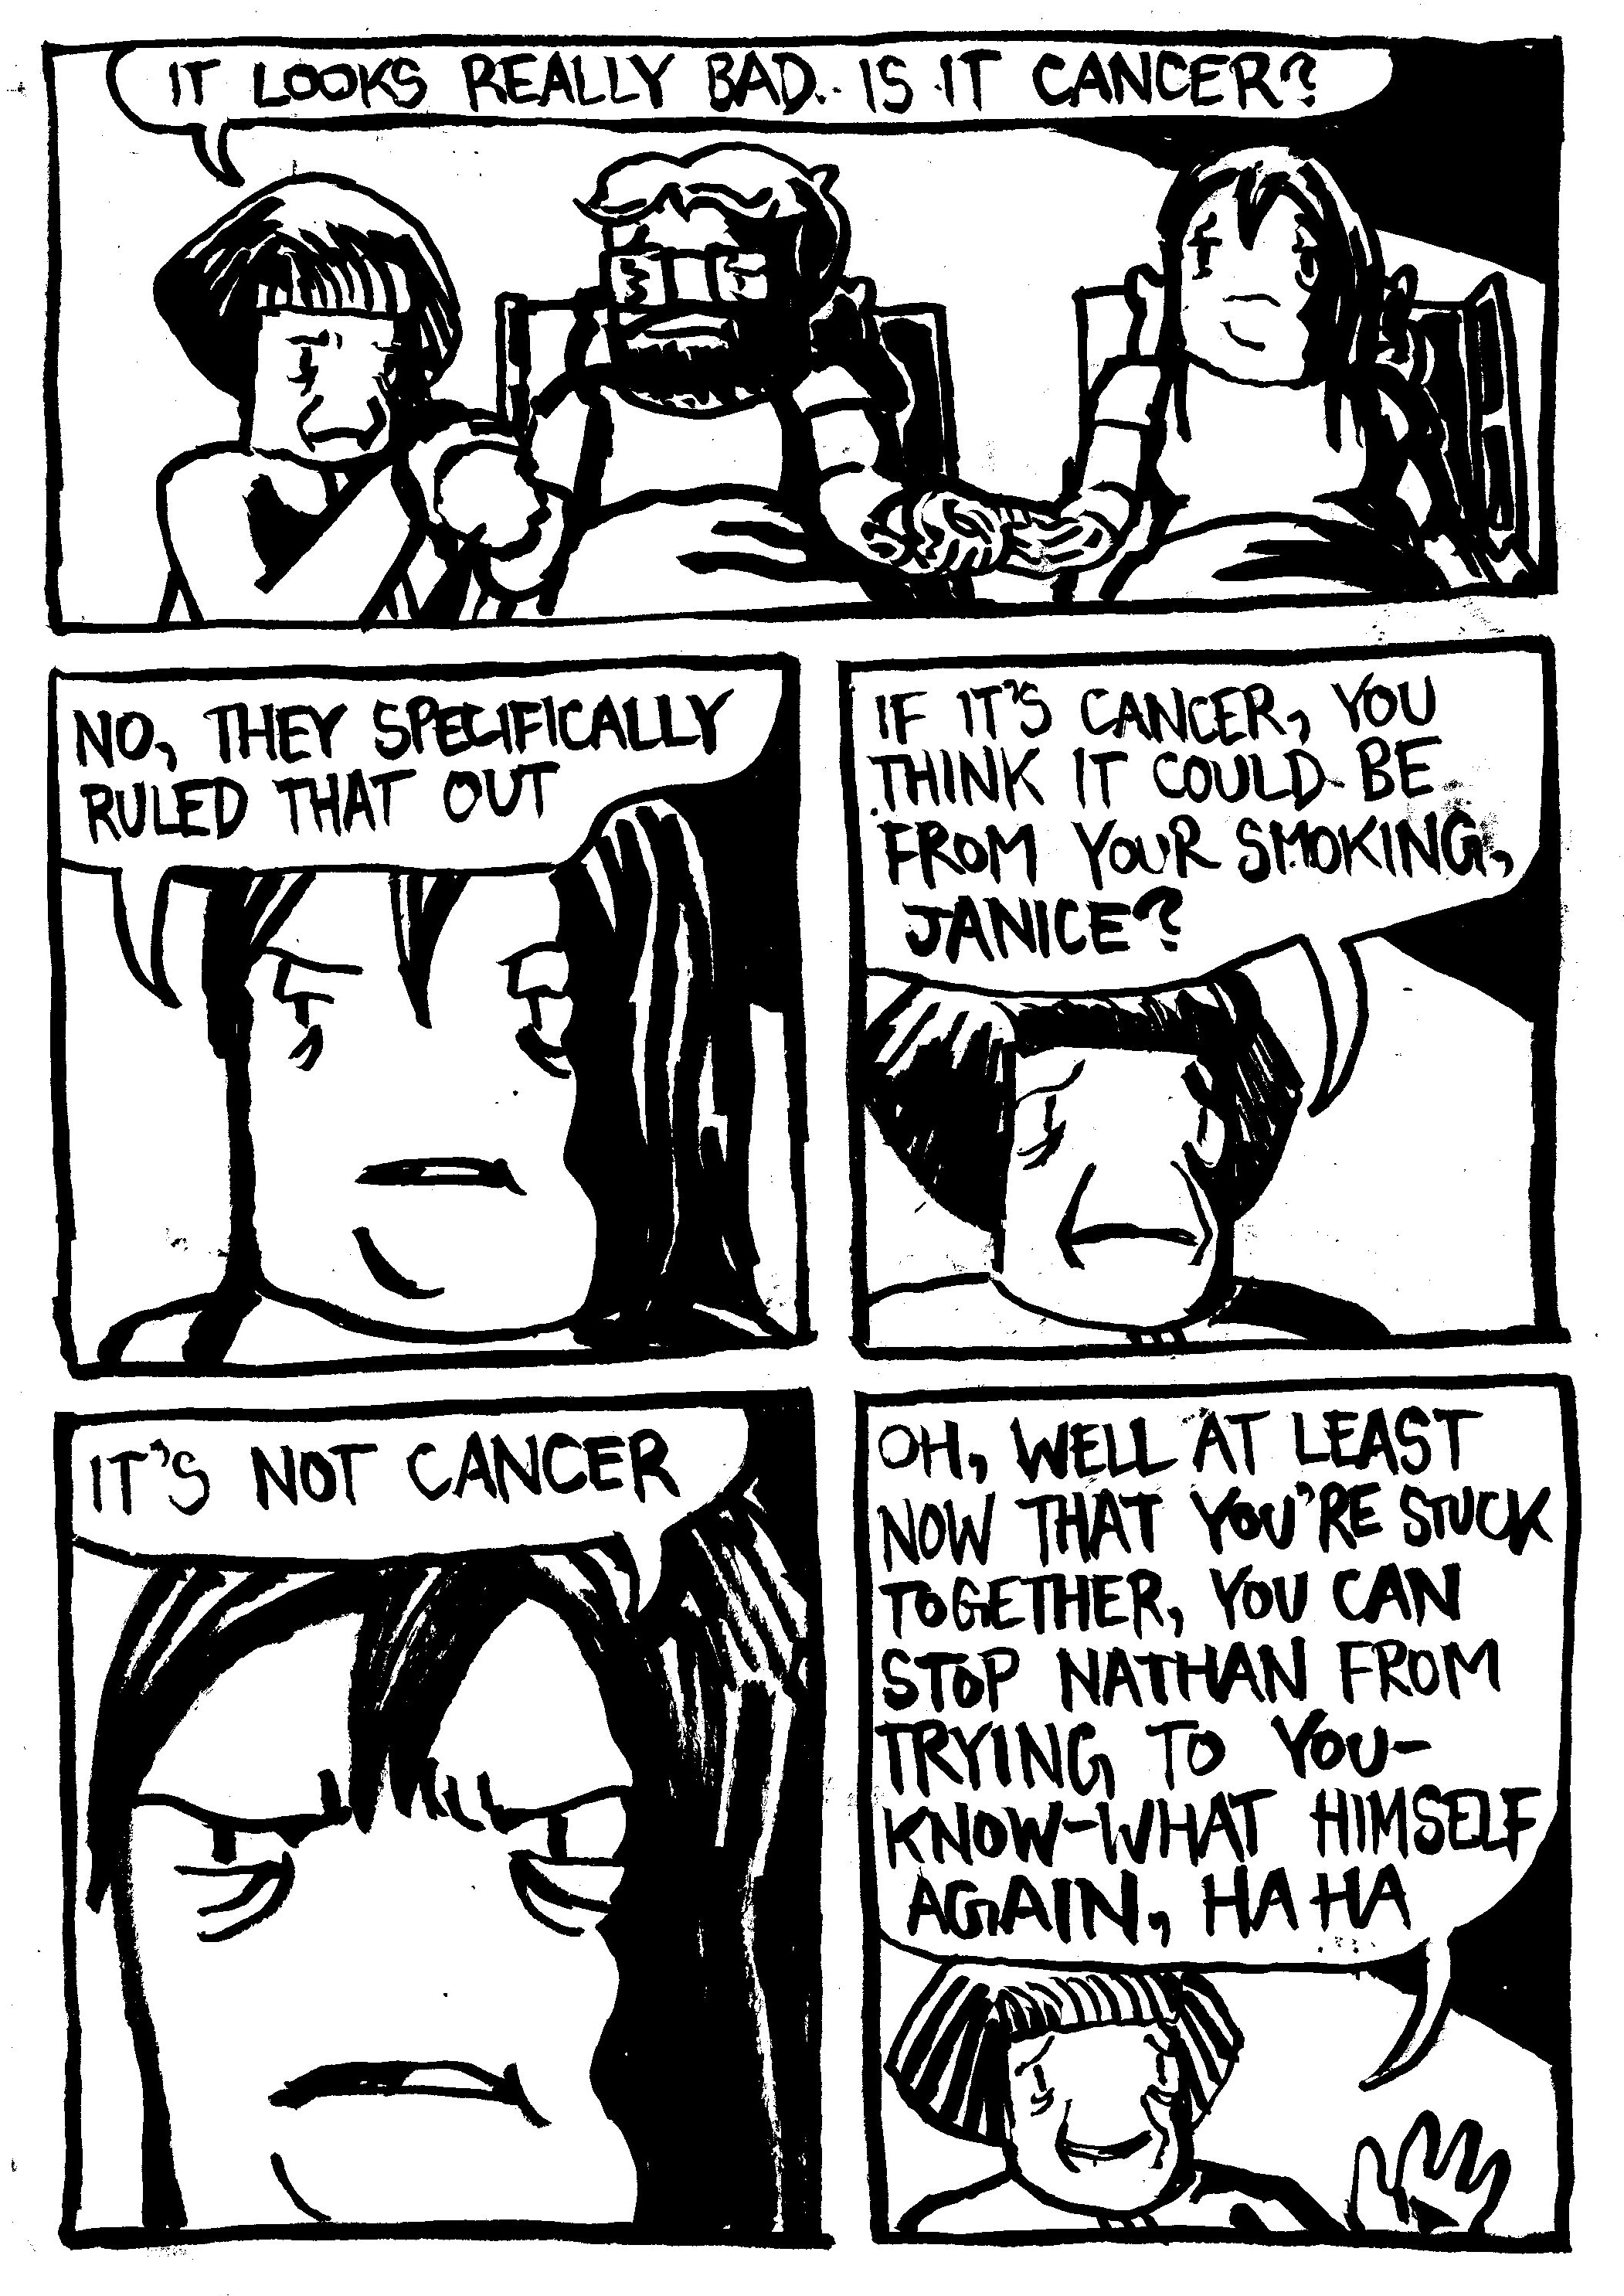 IT LOOKS REALLY BAD.. IS IT CANCER?
NO, THEY SPECIFICALLY
RULED THAT OUT
IF IT'S CANCER, YOU
THINK IT COULD BE
FROM YOUR SMOKING,
JANICE?
IT'S NOT CANCER
OH, WELL AT LEAST
NOW THAT YOU'RE STUCK
TOGETHER, YOU CAN
STOP NATHAN FROM
TRYING TO YOU-
KNOW-WHAT HIMSELF
AGAIN, HA HA